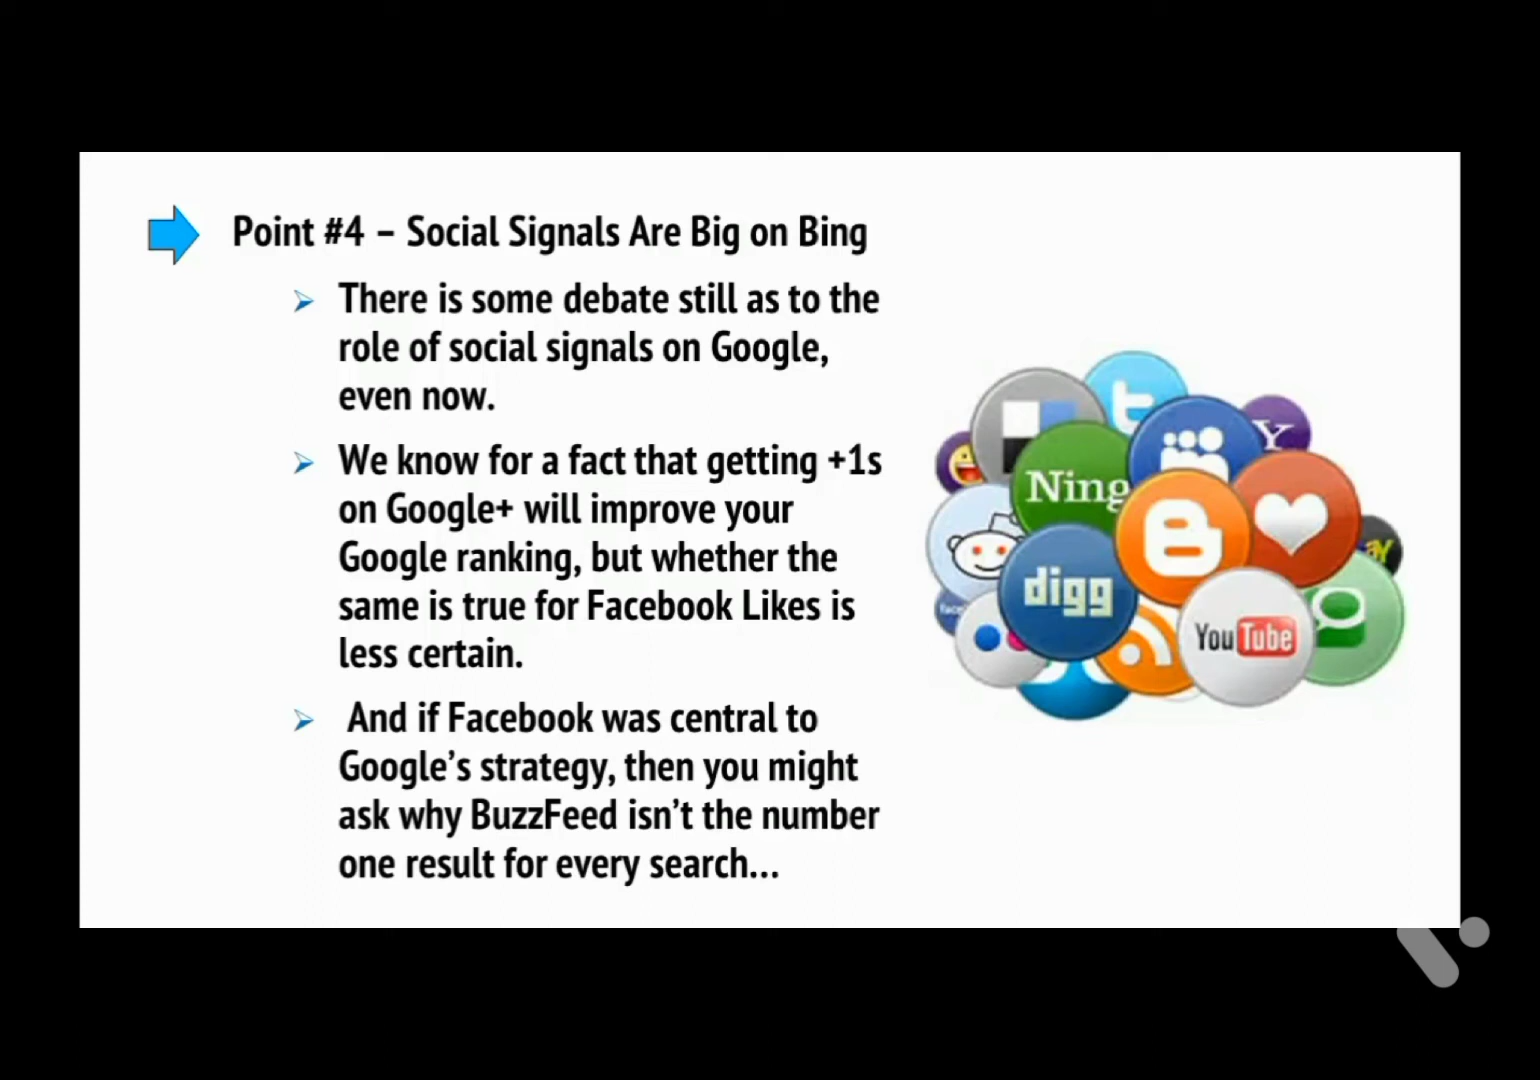 Point #4 – Social Signals Are Big on Bing
There is some debate still as to the
role of social signals on Google,
even now.
We know for a fact that getting +1s
on Google+ will improve your
Google ranking, but whether the
same is true for Facebook Likes is
less certain.
And if Facebook was central to
Google’s strategy, then you might
ask why BuzzFeed isn’t the number
one result for every search...
t
Y
Ning
digg
YouTube